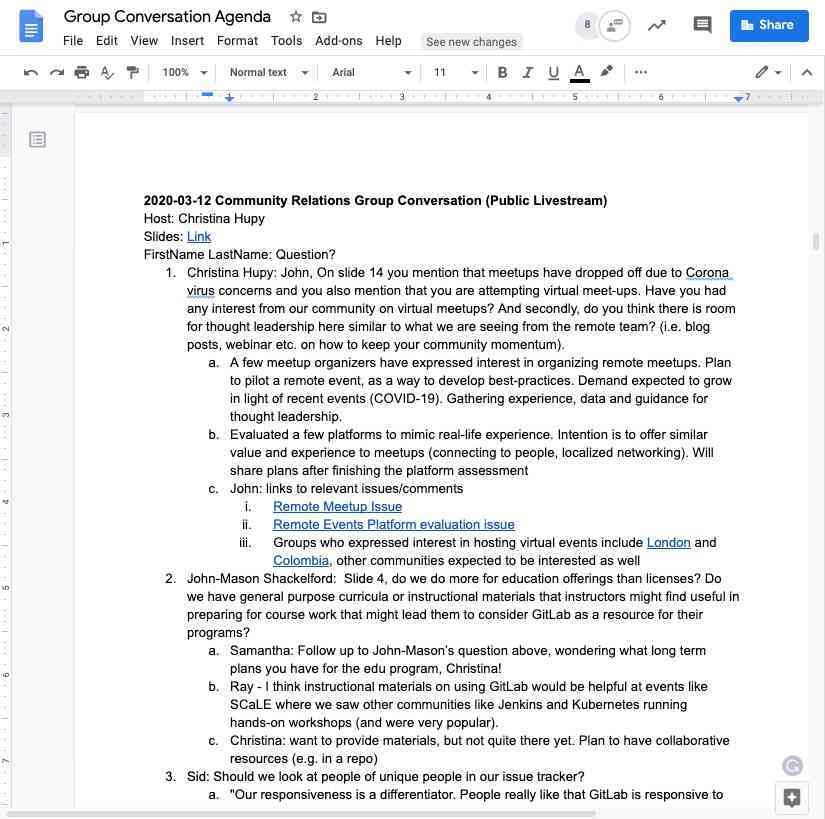 Group Conversation Agenda
8
Share
File Edit View Insert Format Tools Add-ons Help See new changes
100% Normal text Arial 11 B I U A
1 2 3 4 5 6 7
2020-03-12 Community Relations Group Conversation (Public Livestream)
Host: Christina Hupy
Slides: Link
FirstName LastName: Question?
1. Christina Hupy: John, On slide 14 you mention that meetups have dropped off due to Corona
virus concerns and you also mention that you are attempting virtual meet-ups. Have you had
any interest from our community on virtual meetups? And secondly, do you think there is room
for thought leadership here similar to what we are seeing from the remote team? (i.e. blog
posts, webinar etc. on how to keep your community momentum).
a. A few meetup organizers have expressed interest in organizing remote meetups. Plan
to pilot a remote event, as a way to develop best-practices. Demand expected to grow
in light of recent events (COVID-19). Gathering experience, data and guidance for
thought leadership.
b. Evaluated a few platforms to mimic real-life experience. Intention is to offer similar
value and experience to meetups (connecting to people, localized networking). Will
share plans after finishing the platform assessment
c. John: links to relevant issues/comments
i. Remote Meetup Issue
ii. Remote Events Platform evaluation issue
iii. Groups who expressed interest in hosting virtual events include London and
Colombia, other communities expected to be interested as well
2. John-Mason Shackelford: Slide 4, do we do more for education offerings than licenses? Do
we have general purpose curricula or instructional materials that instructors might find useful in
preparing for course work that might lead them to consider GitLab as a resource for their
programs?
a. Samantha: Follow up to John-Mason's question above, wondering what long term
plans you have for the edu program, Christina!
b. Ray - I think instructional materials on using GitLab would be helpful at events like
SCaLE where we saw other communities like Jenkins and Kubernetes running
hands-on workshops (and were very popular).
c. Christina: want to provide materials, but not quite there yet. Plan to have collaborative
resources (e.g. in a repo)
3. Sid: Should we look at people of unique people in our issue tracker?
a. "Our responsiveness is a differentiator. People really like that GitLab is responsive to
1
2
3
4
5
6
7